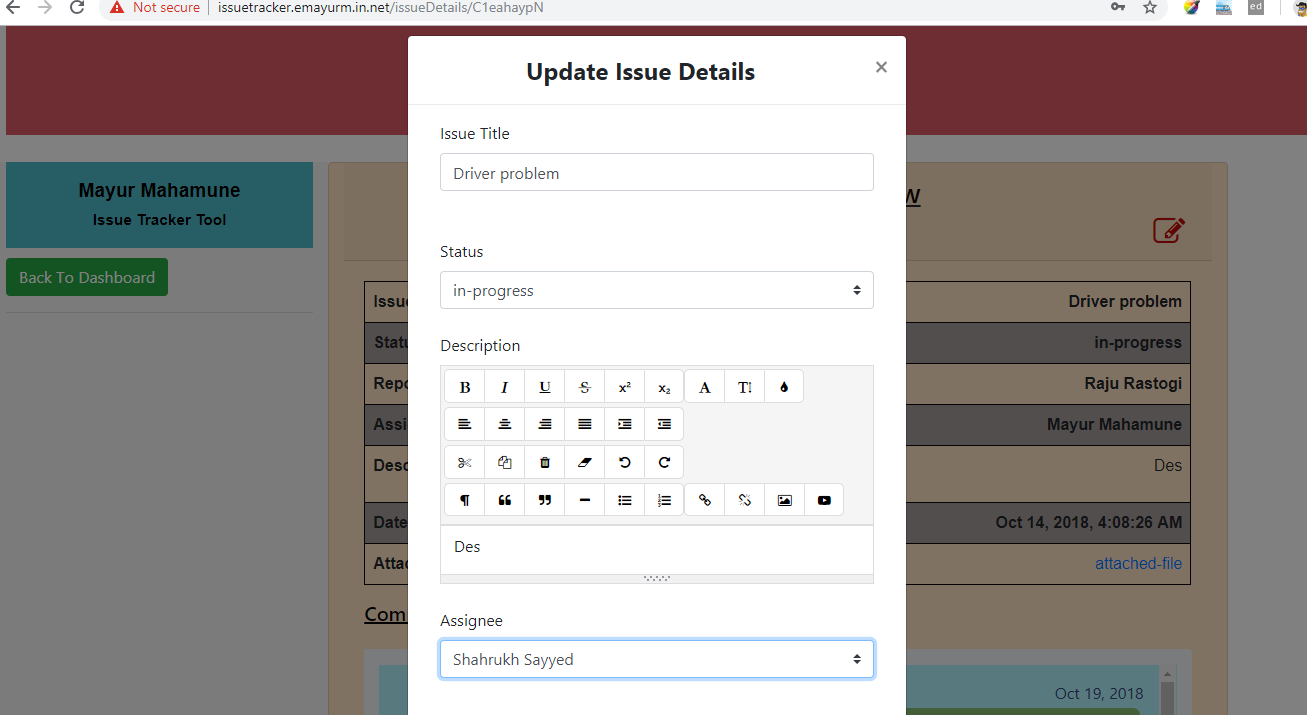 Not secure | issuetracker.emayurm.in.net/issueDetails/C1eahaypN
ed
Update Issue Details
×
Issue Title
Driver problem
Status
in-progress
Description
B I U S x² x₂ A T
Des
Assignee
Shahrukh Sayyed
Mayur Mahamune
Issue Tracker Tool
Back To Dashboard
W
Issue Driver problem
Statu in-progress
Repo Raju Rastogi
Assi Mayur Mahamune
Desc Des
Date Oct 14, 2018, 4:08:26 AM
Attac attached-file
Com
Oct 19, 2018